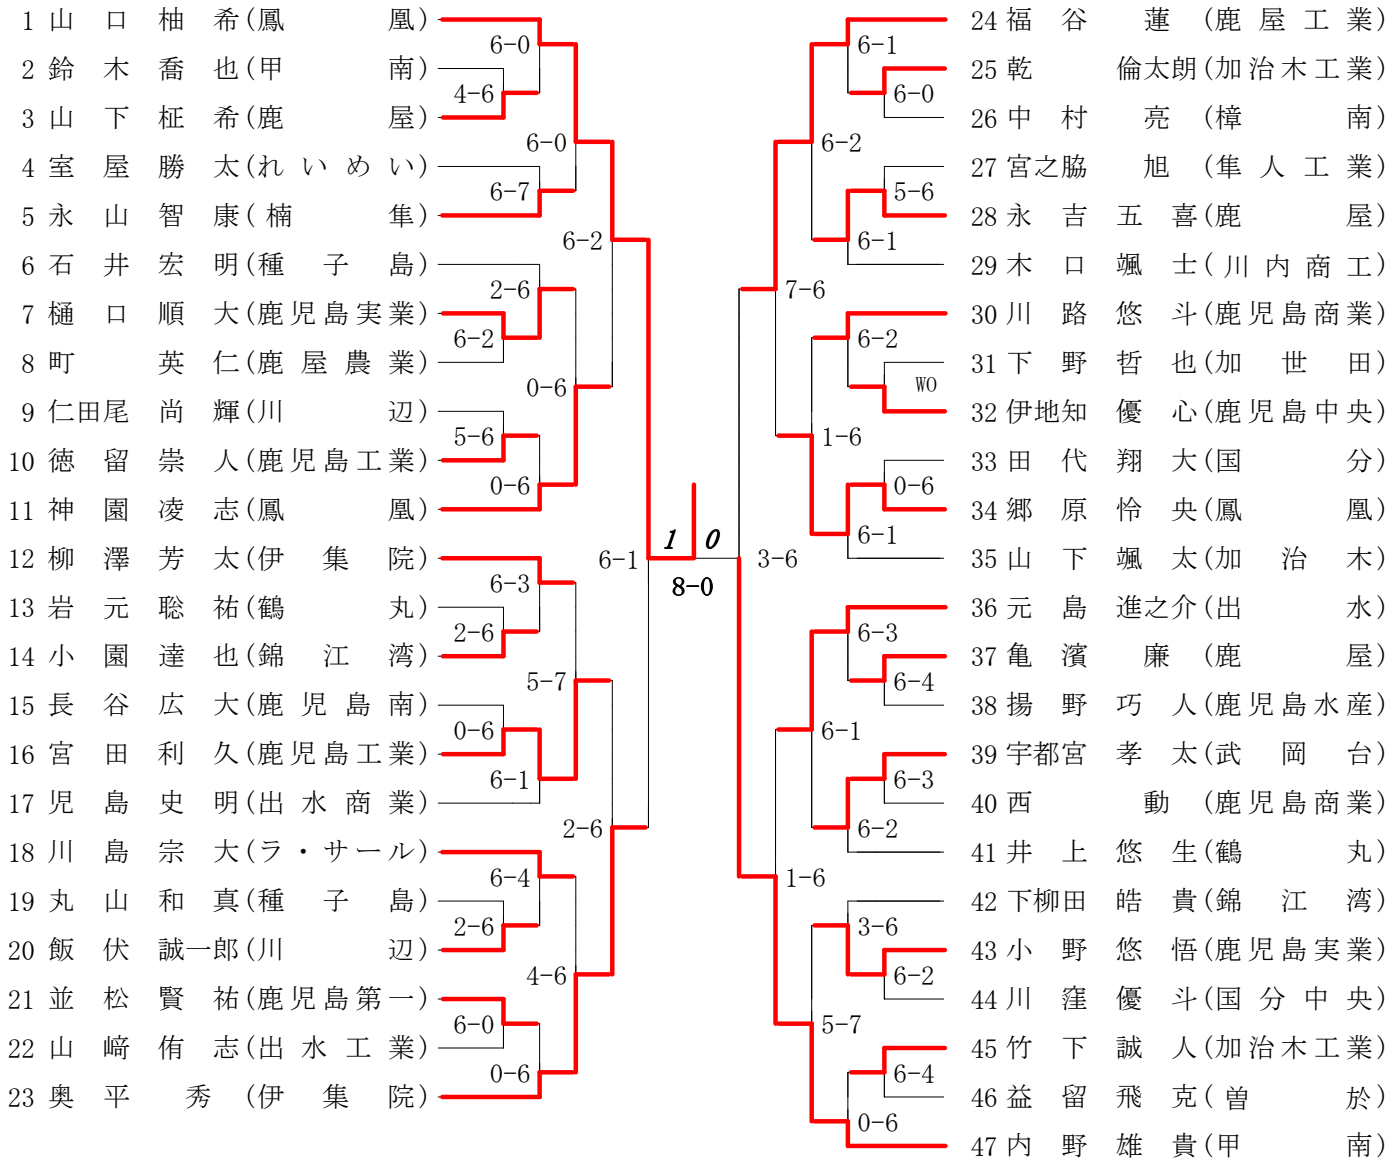 1 山口柚希(鳳凰)
2 鈴木喬也(甲南)
3 山下柾希(鹿屋)
4 室屋勝太(れいめい)
5 永山智康(楠隼)
6 石井宏明(種子島)
7 樋口順大(鹿児島実業)
8 町英仁(鹿屋農業)
9 仁田尾尚輝(川辺)
10 徳留崇人(鹿児島工業)
11 神園凌志(鳳凰)
12 柳澤芳太(伊集院)
13 岩元聡祐(鶴丸)
14 小園達也(錦江湾)
15 長谷広大(鹿児島南)
16 宮田利久(鹿児島工業)
17 児島史明(出水商業)
18 川島宗大(ラ・サール)
19 丸山和真(種子島)
20 飯伏誠一郎(川辺)
21 並松賢祐(鹿児島第一)
22 山﨑侑志(出水工業)
23 奥平秀(伊集院)
6-0
4-6
6-0
6-7
6-2
2-6
6-2
0-6
5-6
0-6
6-1
6-3
2-6
5-7
0-6
6-1
2-6
6-4
2-6
4-6
6-0
0-6
1 0
8-0
6-1
6-0
6-2
5-6
6-1
7-6
6-2
WO
1-6
0-6
6-1
3-6
6-3
6-4
6-1
6-3
6-2
1-6
3-6
6-2
5-7
6-4
0-6
24 福谷蓮(鹿屋工業)
25 乾倫太朗(加治木工業)
26 中村亮(樟南)
27 宮之脇旭(隼人工業)
28 永吉五喜(鹿屋)
29 木口颯士(川内商工)
30 川路悠斗(鹿児島商業)
31 下野哲也(加世田)
32 伊地知優心(鹿児島中央)
33 田代翔大(国分)
34 郷原怜央(鳳凰)
35 山下颯太(加治木)
36 元島進之介(出水)
37 亀濱廉(鹿屋)
38 揚野巧人(鹿児島水産)
39 宇都宮孝太(武岡台)
40 西動(鹿児島商業)
41 井上悠生(鶴丸)
42 下柳田皓貴(錦江湾)
43 小野悠悟(鹿児島実業)
44 川窪優斗(国分中央)
45 竹下誠人(加治木工業)
46 益留飛克(曽於)
47 内野雄貴(甲南)